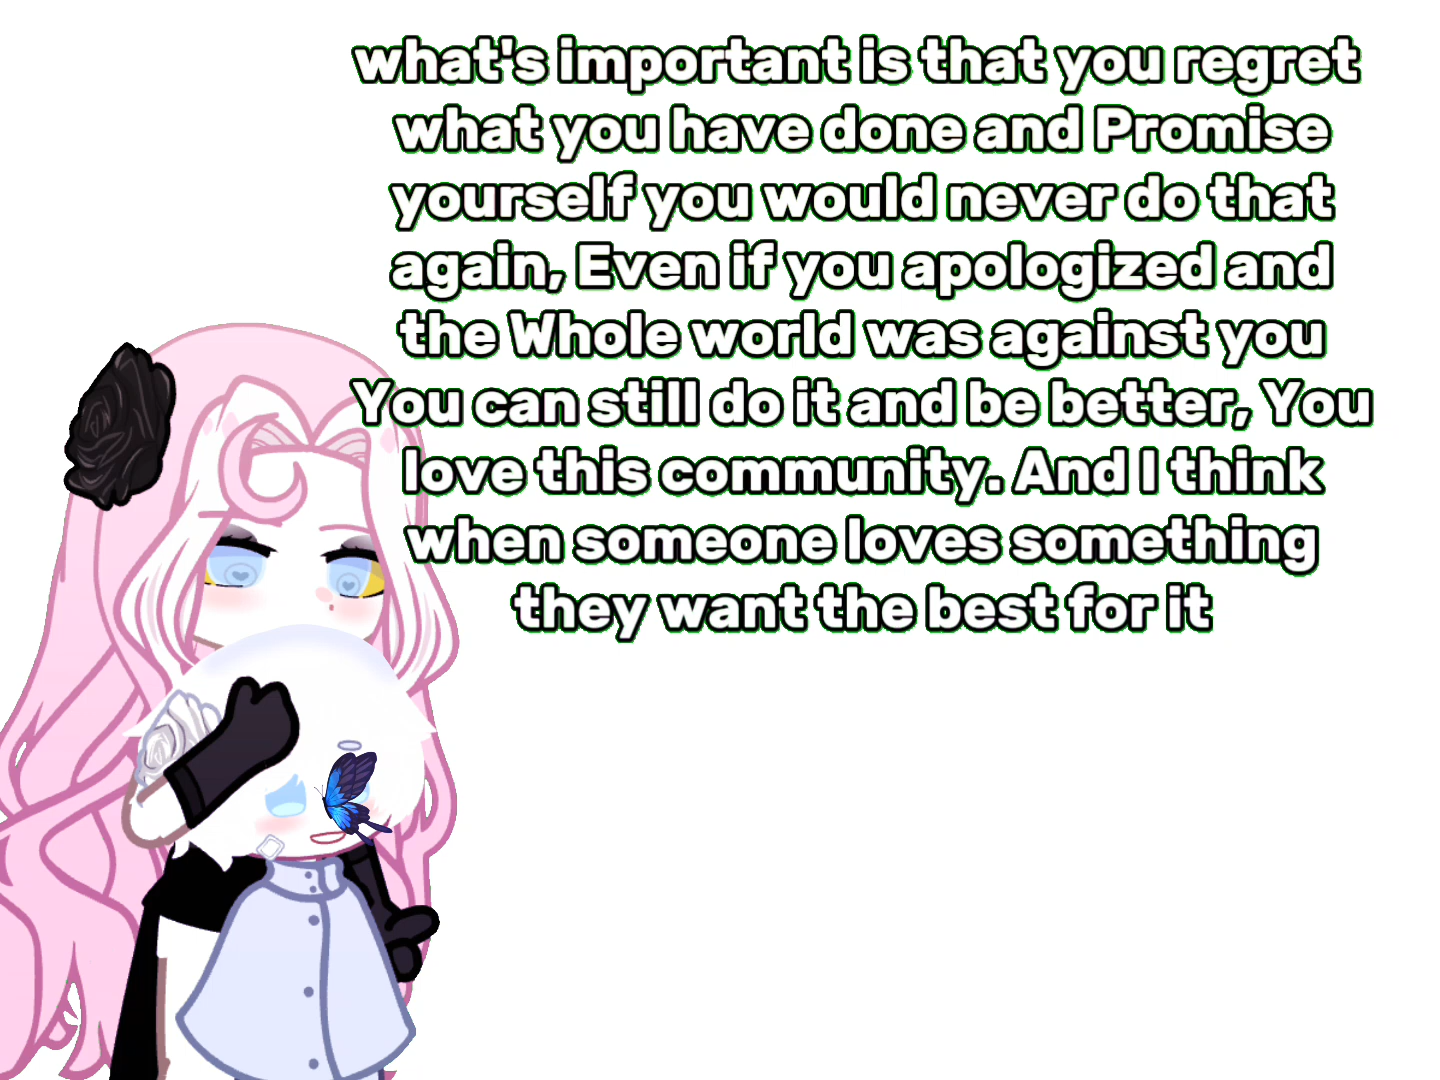 what's important is that you regret
what you have done and Promise
yourself you would never do that
again, Even if you apologized and
the Whole world was against you
You can still do it and be better, You
love this community. And I think
when someone loves something
they want the best for it